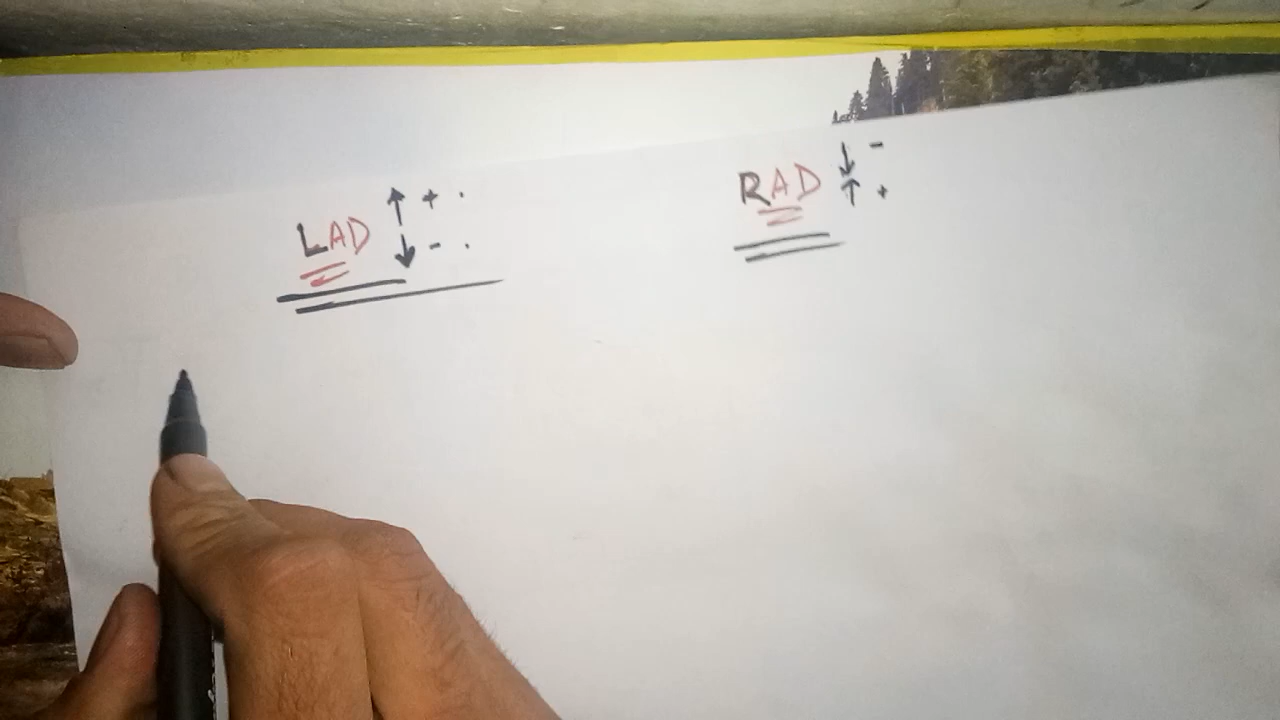 LAD ↑ + .
↓ - .
RAD ↓ -
↑ +